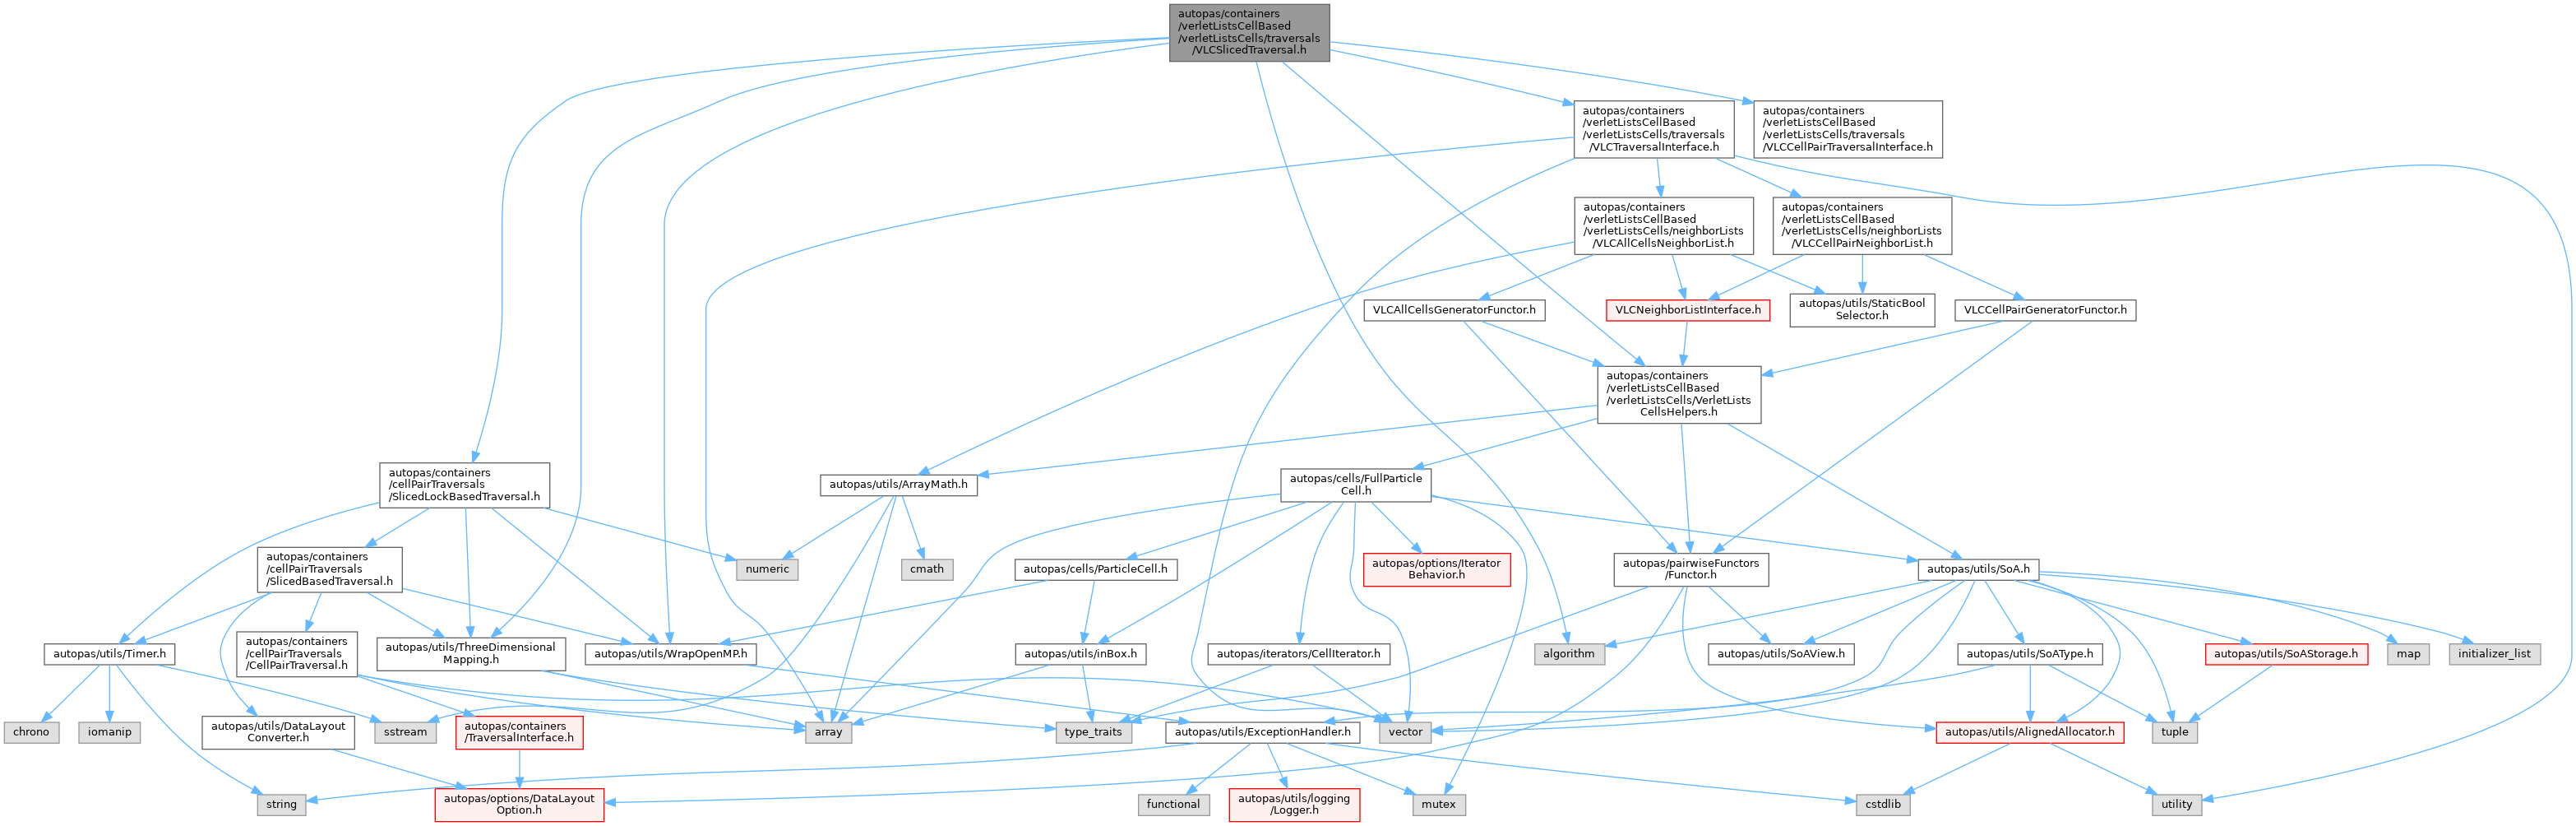 autopas/containers
/verletListsCellBased
/verletListsCells/traversals
/VLCSlicedTraversal.h
autopas/containers
/verletListsCellBased
/verletListsCells/traversals
/VLCTraversalInterface.h
autopas/containers
/verletListsCellBased
/verletListsCells/traversals
/VLCCellPairTraversalInterface.h
autopas/containers
/verletListsCellBased
/verletListsCells/neighborLists
/VLCAllCellsNeighborList.h
autopas/containers
/verletListsCellBased
/verletListsCells/neighborLists
/VLCCellPairNeighborList.h
VLCAllCellsGeneratorFunctor.h
VLCNeighborListInterface.h
autopas/utils/StaticBool
Selector.h
VLCCellPairGeneratorFunctor.h
autopas/containers
/verletListsCellBased
/verletListsCells/VerletLists
CellsHelpers.h
autopas/containers
/cellPairTraversals
/SlicedLockBasedTraversal.h
autopas/utils/ArrayMath.h
autopas/cells/FullParticle
Cell.h
autopas/containers
/cellPairTraversals
/SlicedBasedTraversal.h
numeric
cmath
autopas/cells/ParticleCell.h
autopas/options/Iterator
Behavior.h
autopas/pairwiseFunctors
/Functor.h
autopas/utils/SoA.h
autopas/utils/Timer.h
autopas/containers
/cellPairTraversals
/CellPairTraversal.h
autopas/utils/ThreeDimensional
Mapping.h
autopas/utils/WrapOpenMP.h
autopas/utils/inBox.h
autopas/iterators/CellIterator.h
algorithm
autopas/utils/SoAView.h
autopas/utils/SoAType.h
autopas/utils/SoAStorage.h
map
initializer_list
chrono
iomanip
autopas/utils/DataLayout
Converter.h
sstream
autopas/containers
/TraversalInterface.h
array
type_traits
autopas/utils/ExceptionHandler.h
vector
autopas/utils/AlignedAllocator.h
tuple
string
autopas/options/DataLayout
Option.h
functional
autopas/utils/logging
/Logger.h
mutex
cstdlib
utility